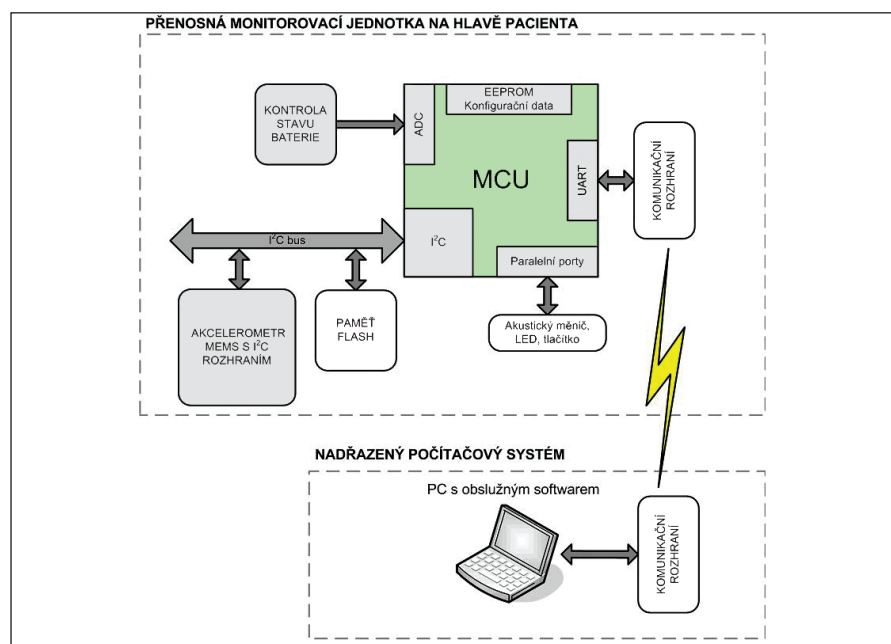 PŘENOSNÁ MONITOROVACÍ JEDNOTKA NA HLAVĚ PACIENTA
KONTROLA
STAVU
BATERIE
ADC
EEPROM
Konfigurační data
MCU
UART
KOMUNIKAČNÍ
ROZHRANÍ
I²C bus
I²C
Paralelní porty
AKCELEROMETR
MEMS S I²C
ROZHRANÍM
PAMĚŤ
FLASH
Akustický měnič,
LED, tlačítko
NADŘAZENÝ POČÍTAČOVÝ SYSTÉM
PC s obslužným softwarem
KOMUNIKAČNÍ
ROZHRANÍ